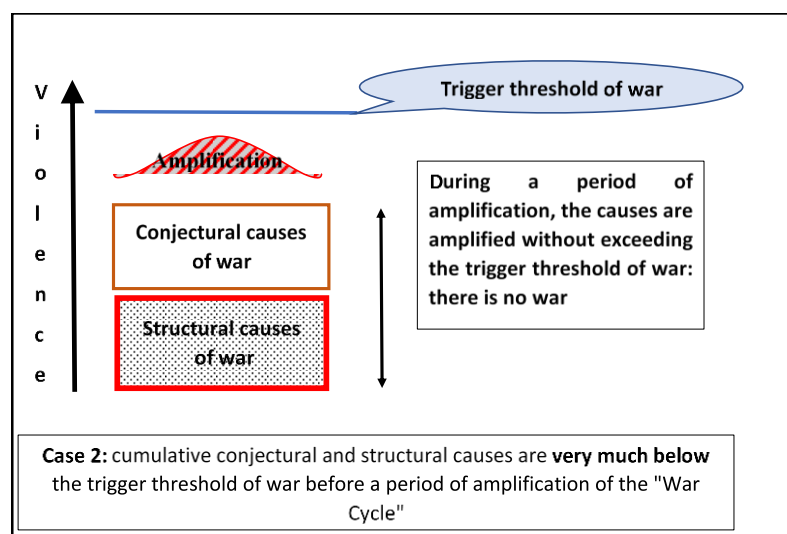 Violence
Trigger threshold of war
Amplification
Conjectural causes
of war
Structural causes
of war
During a period of
amplification, the causes are
amplified without exceeding
the trigger threshold of war:
there is no war
Case 2: cumulative conjectural and structural causes are very much below
the trigger threshold of war before a period of amplification of the "War
Cycle"